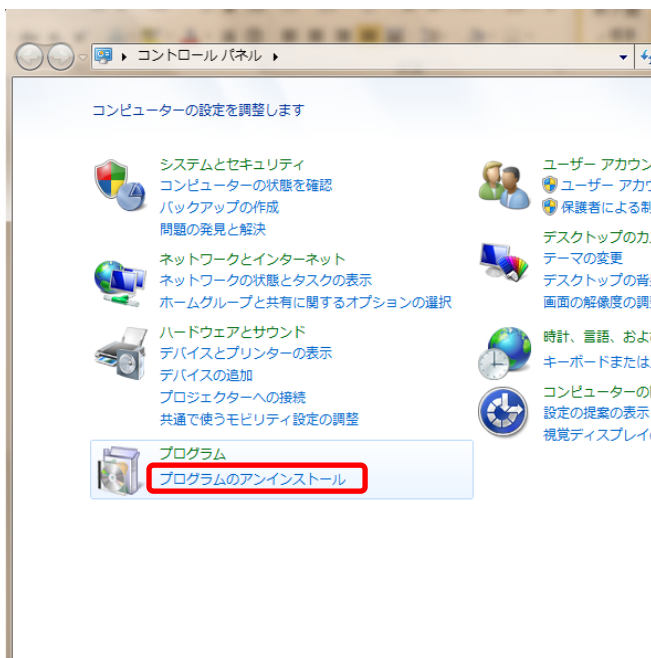 コントロール パネル
コンピューターの設定を調整します
システムとセキュリティ
コンピューターの状態を確認
バックアップの作成
問題の発見と解決
ネットワークとインターネット
ネットワークの状態とタスクの表示
ホームグループと共有に関するオプションの選択
ハードウェアとサウンド
デバイスとプリンターの表示
デバイスの追加
プロジェクターへの接続
共通で使うモビリティ設定の調整
プログラム
プログラムのアンインストール
ユーザー アカウン
ユーザー アカウ
保護者による制
デスクトップのカ
テーマの変更
デスクトップの背
画面の解像度の調
時計、言語、およ
キーボードまたは
コンピューターの
設定の提案の表示
視覚ディスプレイ